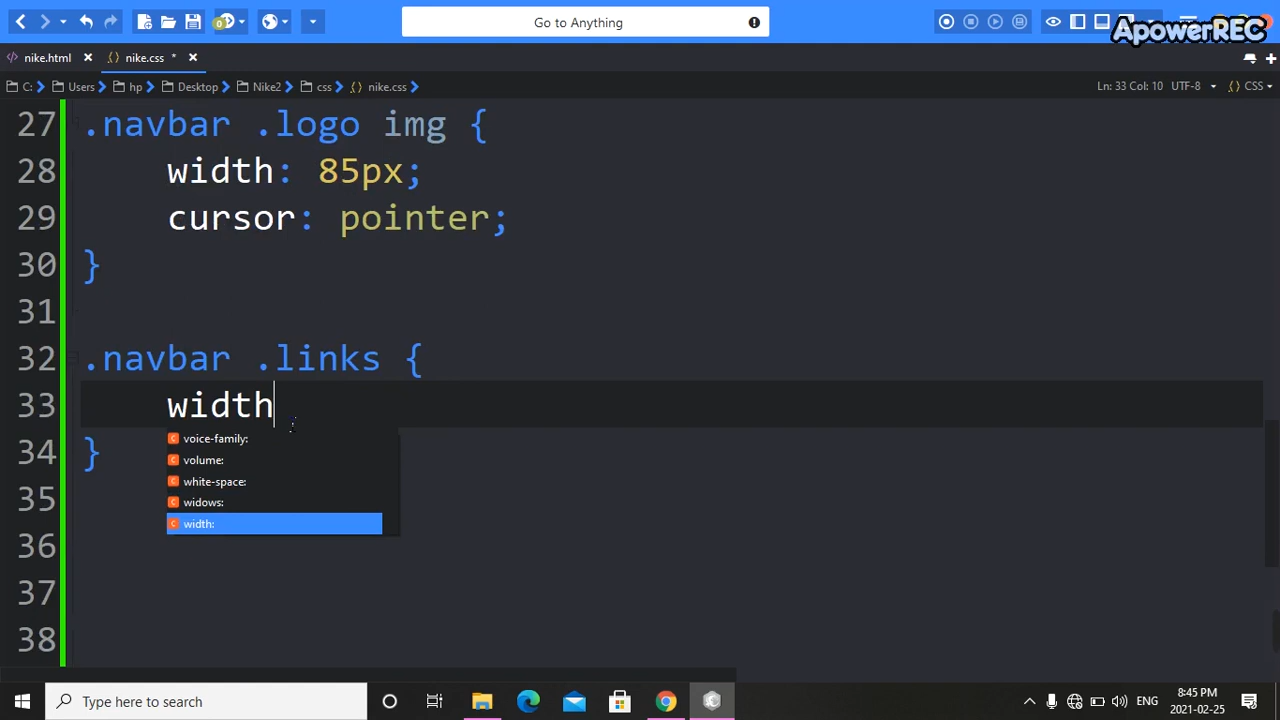 Go to Anything
ApowerREC
nike.html
nike.css *
C: Users hp Desktop Nike2 css nike.css
Ln: 33 Col: 10 UTF-8 CSS
27 .navbar .logo img {
28 width: 85px;
29 cursor: pointer;
30 }
31
32 .navbar .links {
33 width
voice-family:
34 }
volume:
white-space:
35
widows:
width:
36
37
38
Type here to search
ENG
8:45 PM
2021-02-25